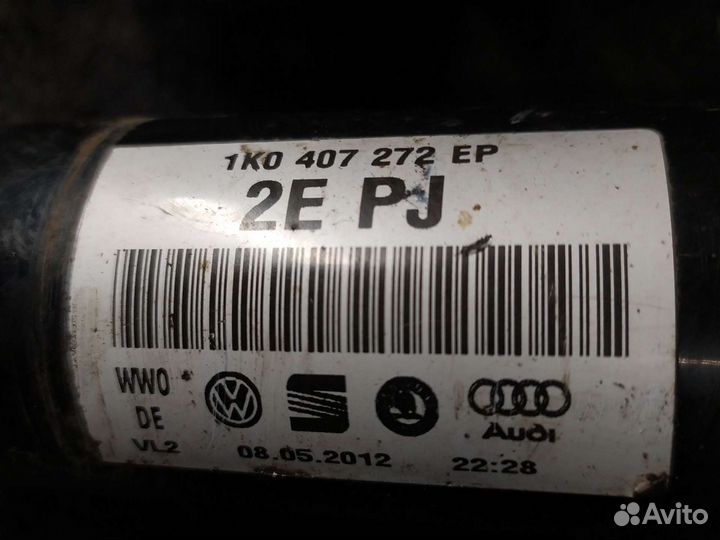 1K0 407 272 EP
2E PJ
WWO
DE
VL2
Audi
08.05.2012
22:28
Avito